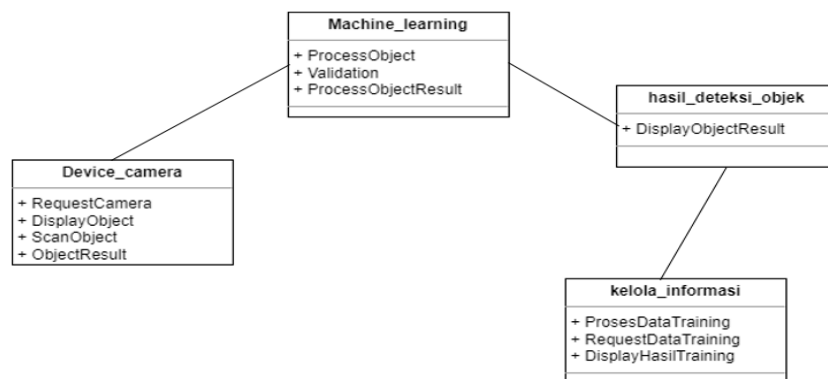 Machine_learning
+ ProcessObject
+ Validation
+ ProcessObjectResult
hasil_deteksi_objek
+ DisplayObjectResult
Device_camera
+ RequestCamera
+ DisplayObject
+ ScanObject
+ ObjectResult
kelola_informasi
+ ProsesDataTraining
+ RequestDataTraining
+ DisplayHasilTraining